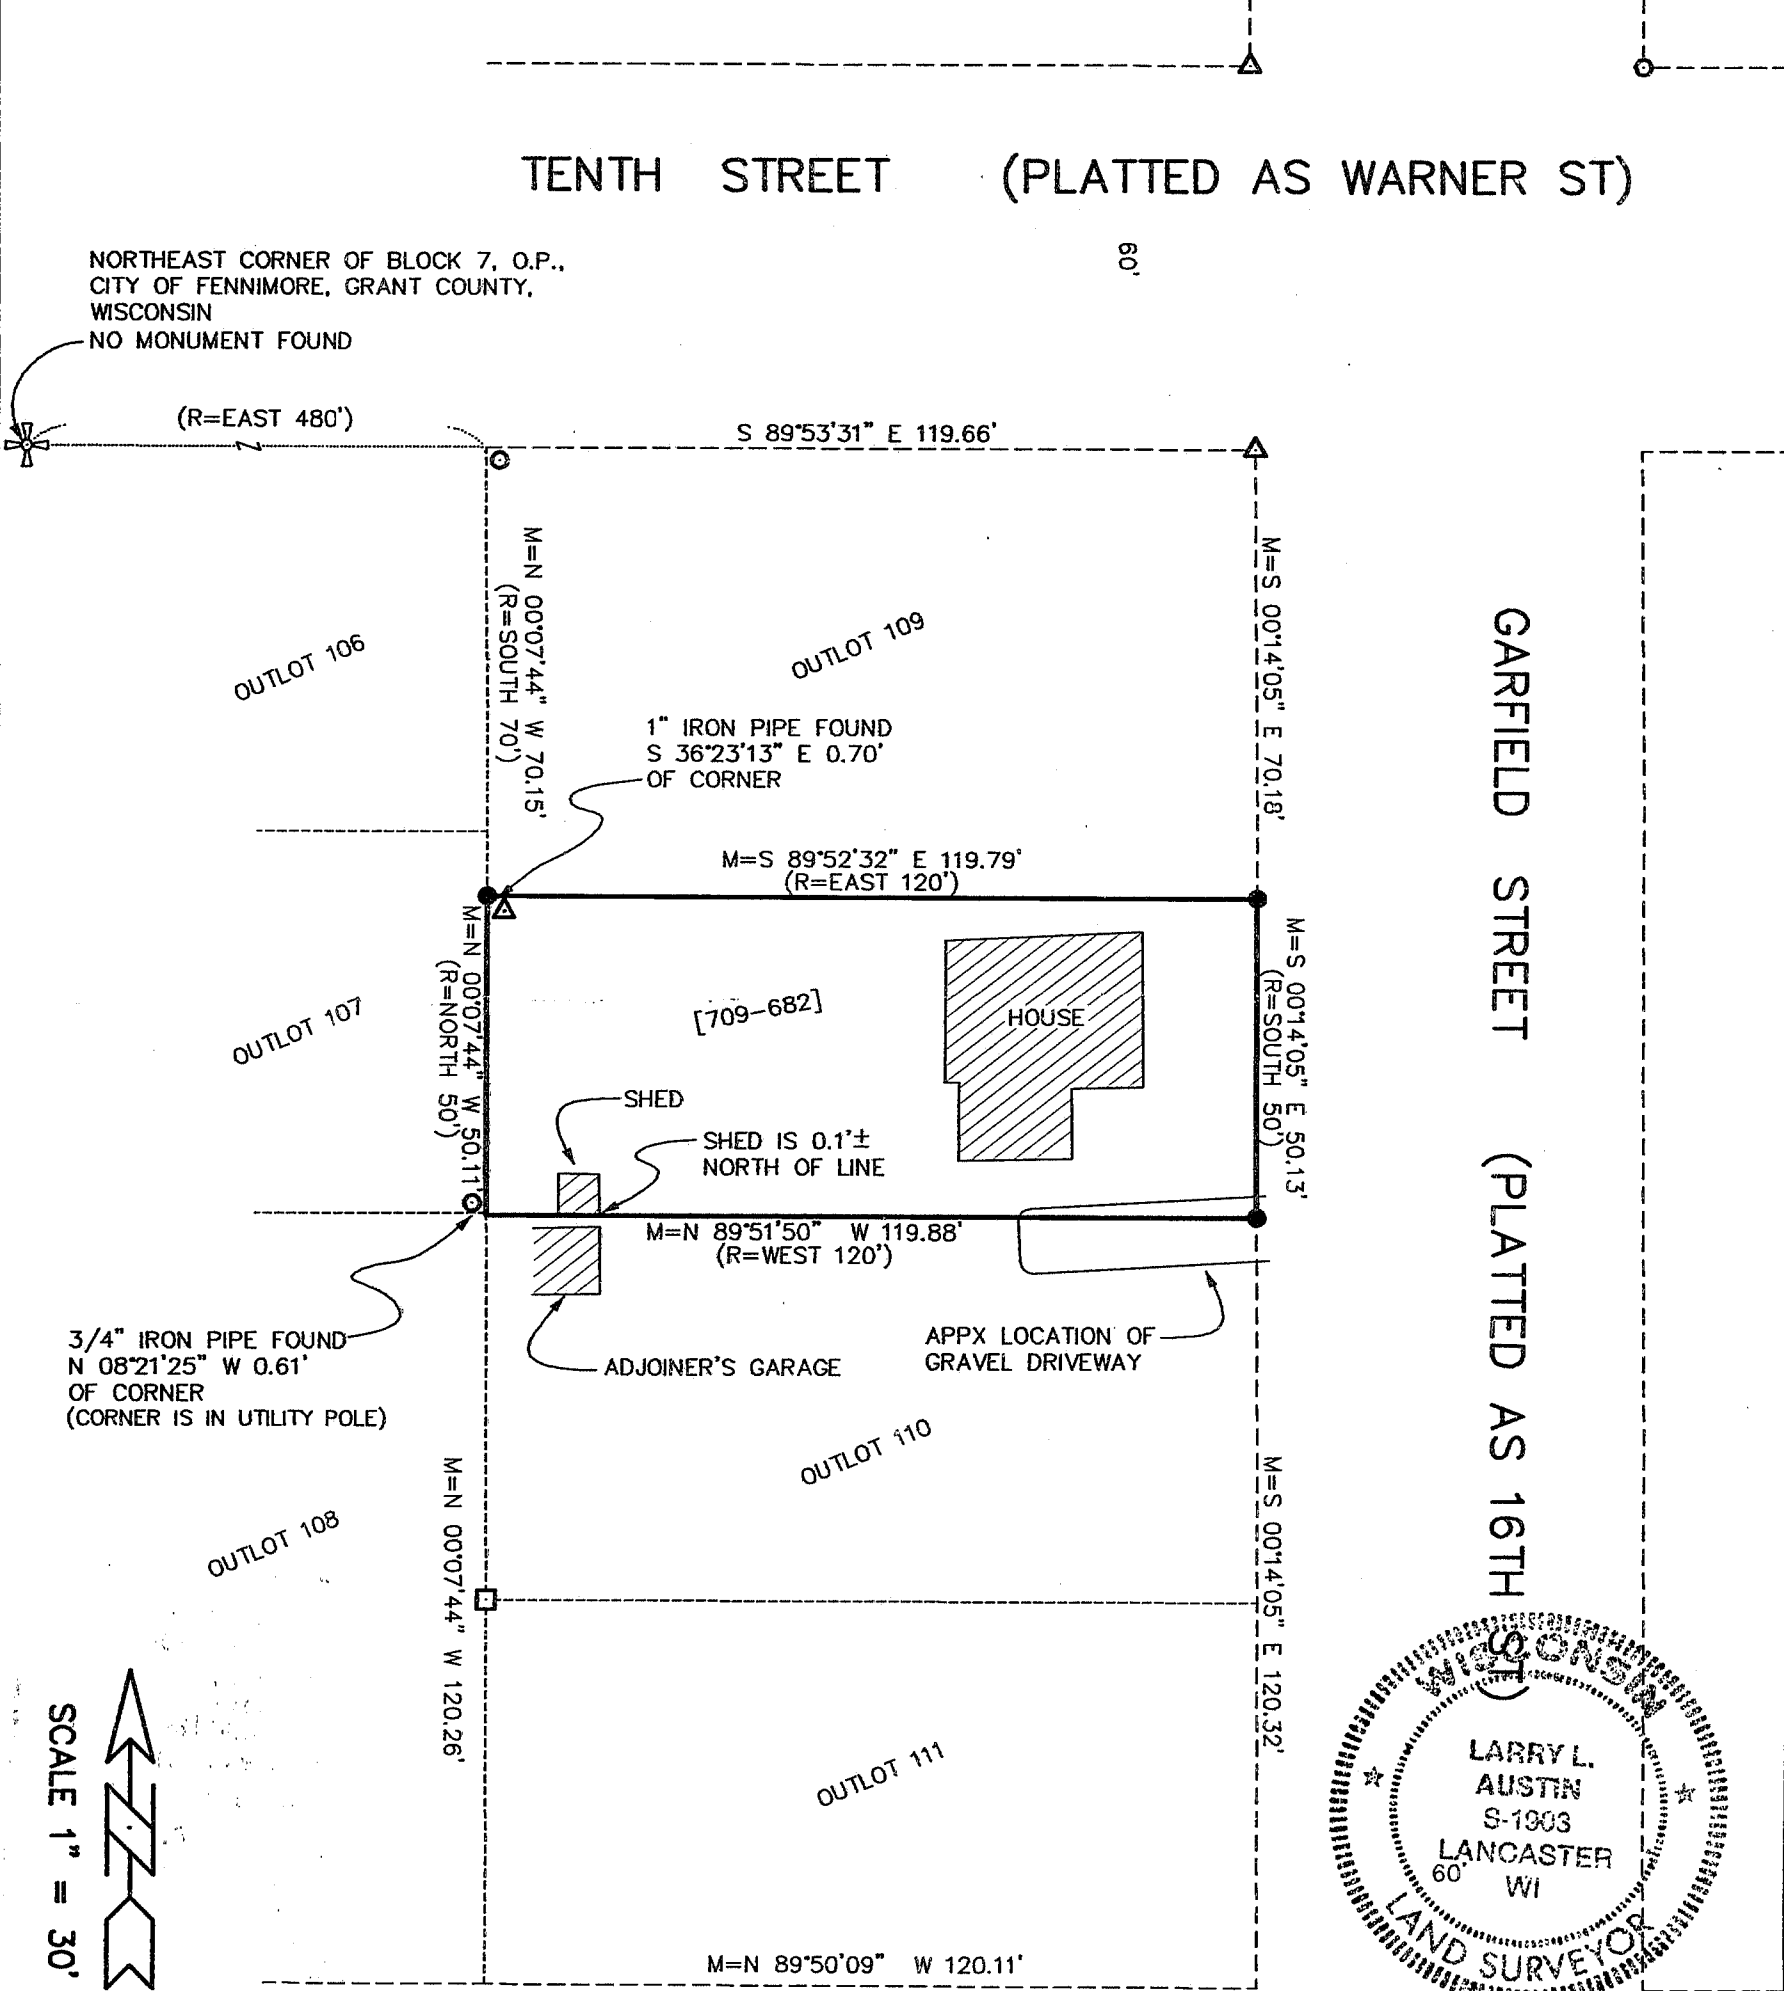 TENTH STREET (PLATTED AS WARNER ST)
60'
NORTHEAST CORNER OF BLOCK 7, O.P.,
CITY OF FENNIMORE, GRANT COUNTY,
WISCONSIN
NO MONUMENT FOUND
(R=EAST 480')
S 89°53'31" E 119.66'
M=N 00°07'44" W 70.15'
(R=SOUTH 70')
M=S 00°14'05" E 70.18'
OUTLOT 106
OUTLOT 109
GARFIELD STREET (PLATTED AS 16TH ST)
1" IRON PIPE FOUND
S 36°23'13" E 0.70'
OF CORNER
M=S 89°52'32" E 119.79'
(R=EAST 120')
M=N 00°07'44" W 50.11'
(R=NORTH 50')
M=S 00°14'05" E 50.13'
(R=SOUTH 50')
OUTLOT 107
[709-682]
HOUSE
SHED
SHED IS 0.1'±
NORTH OF LINE
M=N 89°51'50" W 119.88'
(R=WEST 120')
3/4" IRON PIPE FOUND
N 08°21'25" W 0.61'
OF CORNER
(CORNER IS IN UTILITY POLE)
ADJOINER'S GARAGE
APPX LOCATION OF
GRAVEL DRIVEWAY
OUTLOT 110
M=N 00°07'44" W 120.26'
M=S 00°14'05" E 120.32'
OUTLOT 108
OUTLOT 111
N
SCALE 1" = 30'
M=N 89°50'09" W 120.11'
WISCONSIN
LARRY L.
AUSTIN
S-1903
LANCASTER
60'
WI
LAND SURVEYOR